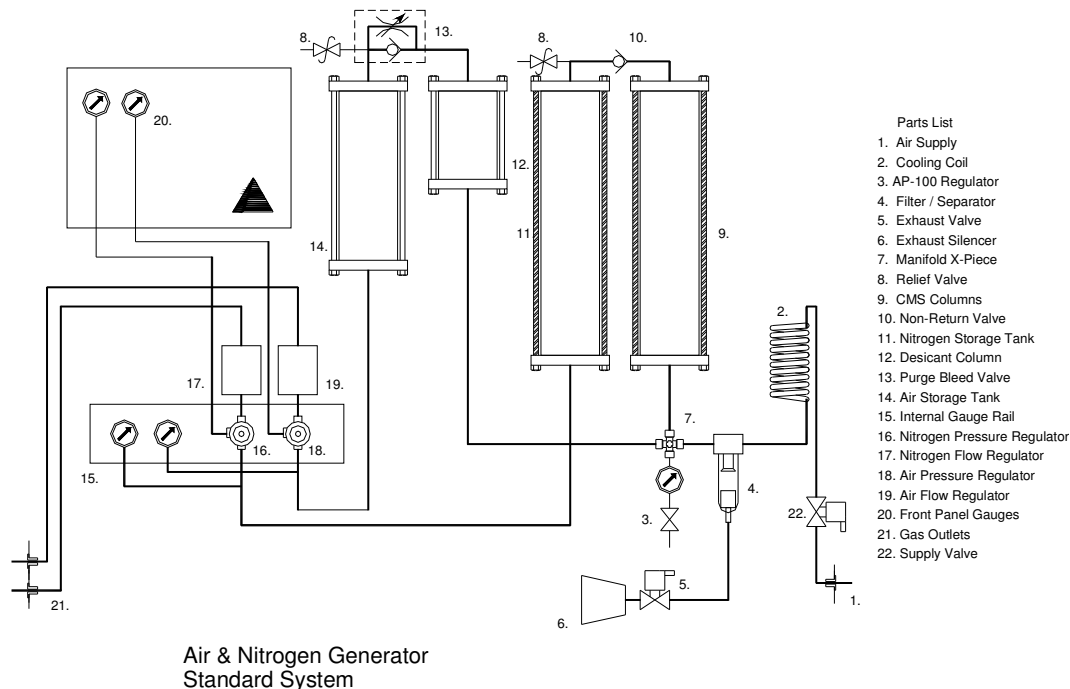 8.
13.
8.
10.
20.
12.
14.
11
9.
2.
17.
19.
7.
16.
18.
15.
4.
3.
22.
5.
6.
21.
1.
Parts List
1. Air Supply
2. Cooling Coil
3. AP-100 Regulator
4. Filter / Separator
5. Exhaust Valve
6. Exhaust Silencer
7. Manifold X-Piece
8. Relief Valve
9. CMS Columns
10. Non-Return Valve
11. Nitrogen Storage Tank
12. Desicant Column
13. Purge Bleed Valve
14. Air Storage Tank
15. Internal Gauge Rail
16. Nitrogen Pressure Regulator
17. Nitrogen Flow Regulator
18. Air Pressure Regulator
19. Air Flow Regulator
20. Front Panel Gauges
21. Gas Outlets
22. Supply Valve
Air & Nitrogen Generator
Standard System